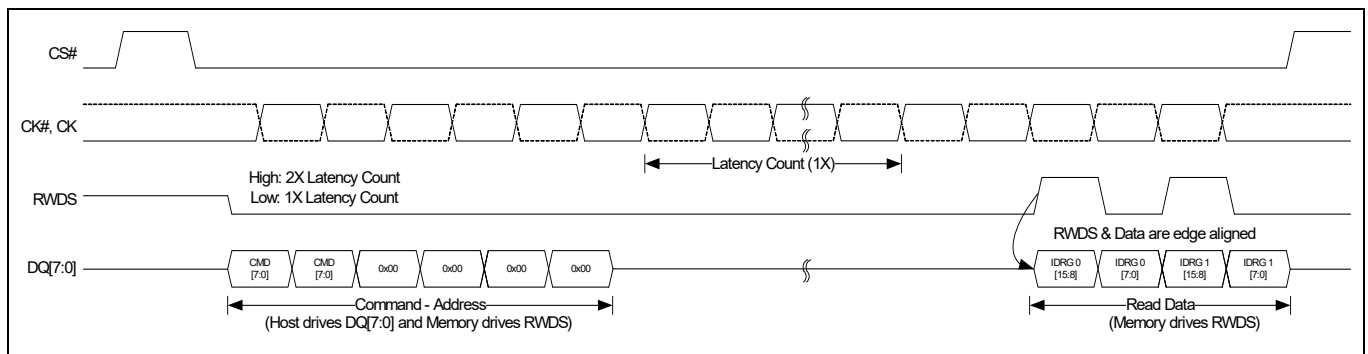 CS#
CK#, CK
Latency Count (1X)
High: 2X Latency Count
Low: 1X Latency Count
RWDS
RWDS & Data are edge aligned
DQ[7:0]
CMD
[7:0]
CMD
[7:0]
0x00
0x00
0x00
0x00
IDRG 0
[15:8]
IDRG 0
[7:0]
IDRG 1
[15:8]
IDRG 1
[7:0]
Command - Address
(Host drives DQ[7:0] and Memory drives RWDS)
Read Data
(Memory drives RWDS)